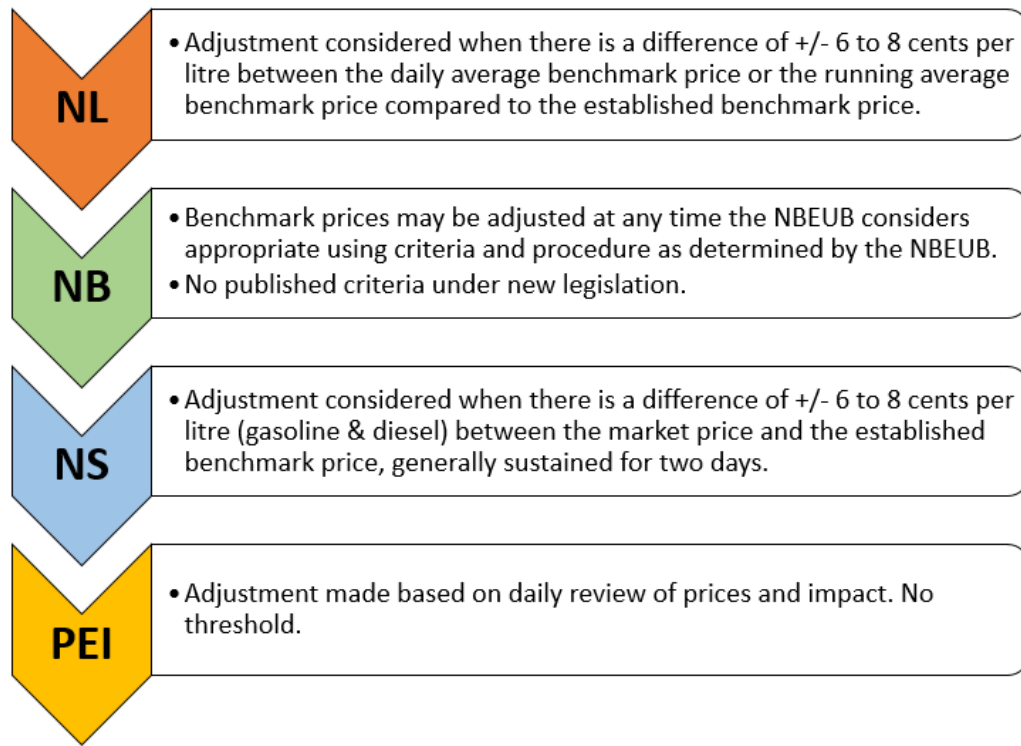 NL
• Adjustment considered when there is a difference of +/- 6 to 8 cents per
litre between the daily average benchmark price or the running average
benchmark price compared to the established benchmark price.
NB
• Benchmark prices may be adjusted at any time the NBEUB considers
appropriate using criteria and procedure as determined by the NBEUB.
• No published criteria under new legislation.
NS
• Adjustment considered when there is a difference of +/- 6 to 8 cents per
litre (gasoline & diesel) between the market price and the established
benchmark price, generally sustained for two days.
PEI
• Adjustment made based on daily review of prices and impact. No
threshold.